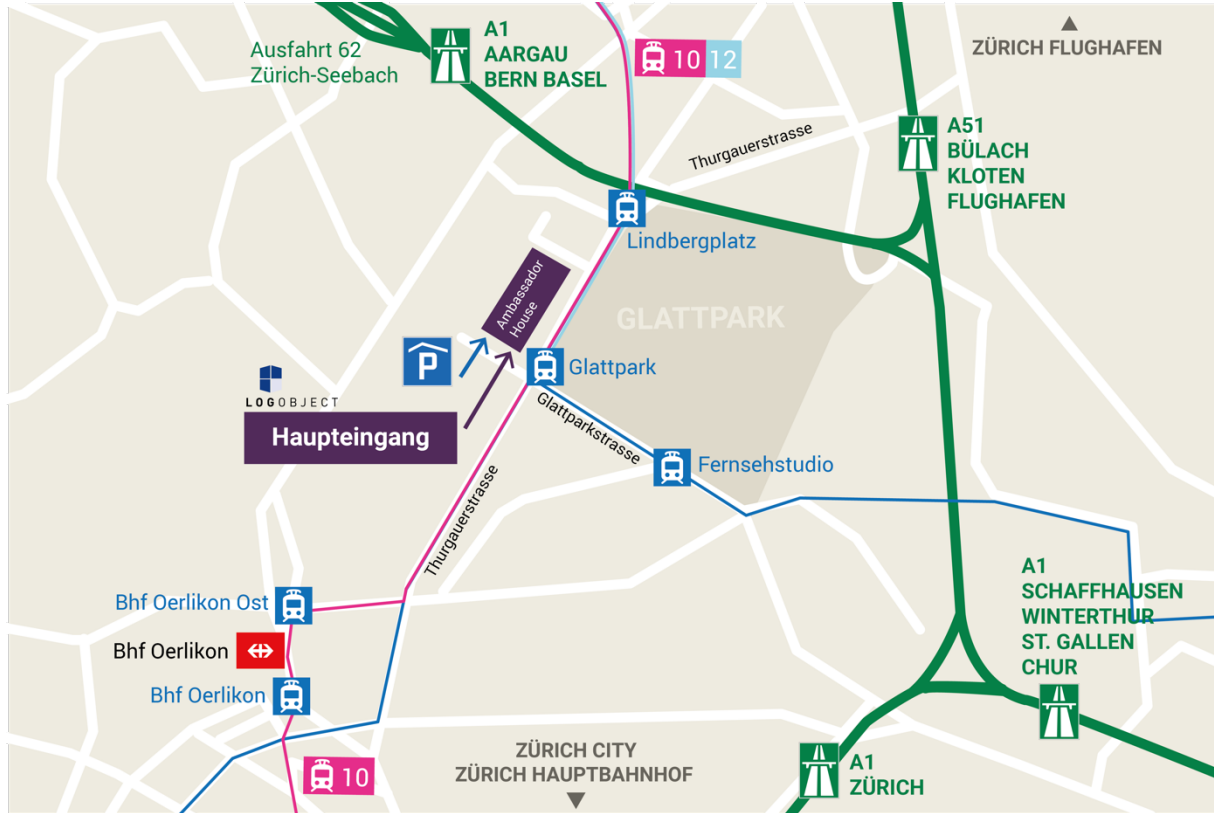 Ausfahrt 62
Zürich-Seebach
A1
AARGAU
BERN BASEL
10 12
ZÜRICH FLUGHAFEN
Thurgauerstrasse
A51
BÜLACH
KLOTEN
FLUGHAFEN
Lindbergplatz
Ambassador
House
GLATTPARK
P
Glattpark
LOGOBJECT
Haupteingang
Glattparkstrasse
Fernsehstudio
Thurgauerstrasse
A1
SCHAFFHAUSEN
WINTERTHUR
ST. GALLEN
CHUR
Bhf Oerlikon Ost
Bhf Oerlikon
Bhf Oerlikon
10
ZÜRICH CITY
ZÜRICH HAUPTBAHNHOF
A1
ZÜRICH